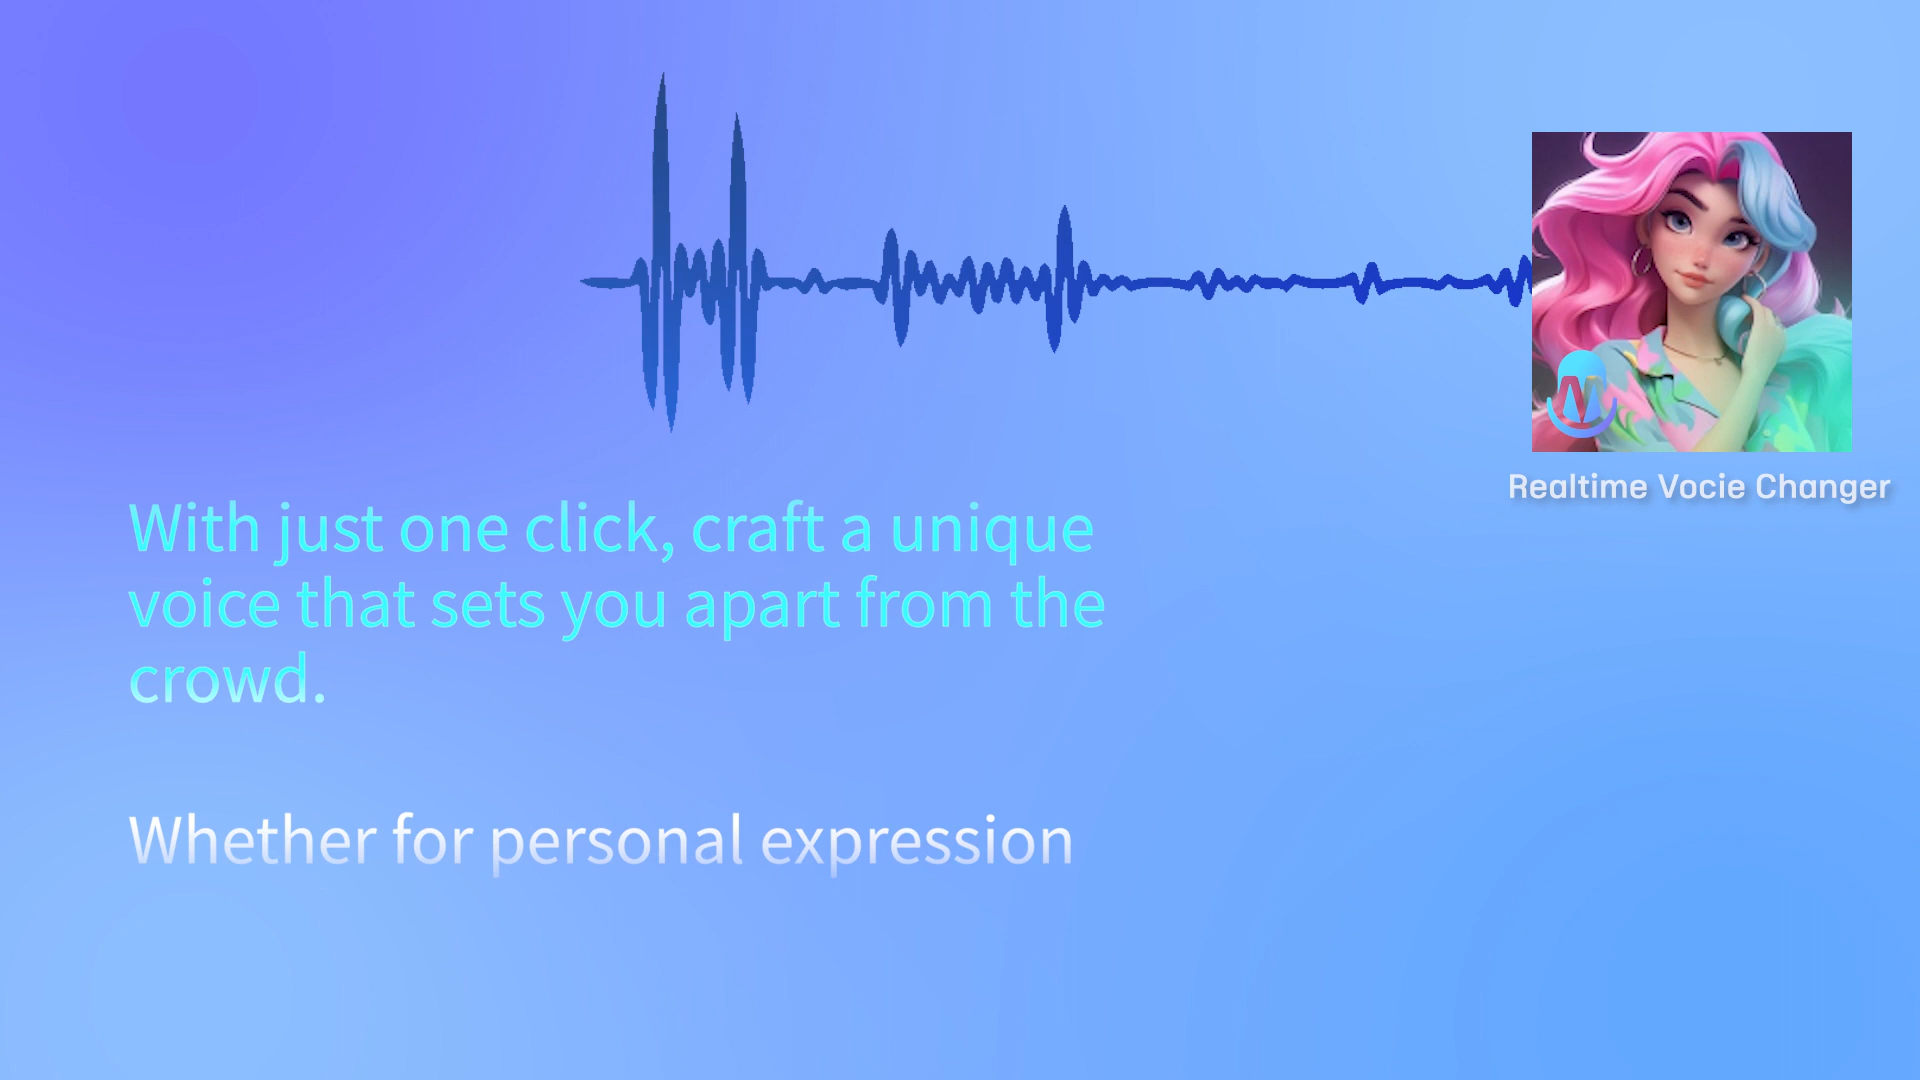 Realtime Vocie Changer
With just one click, craft a unique
voice that sets you apart from the
crowd.
Whether for personal expression